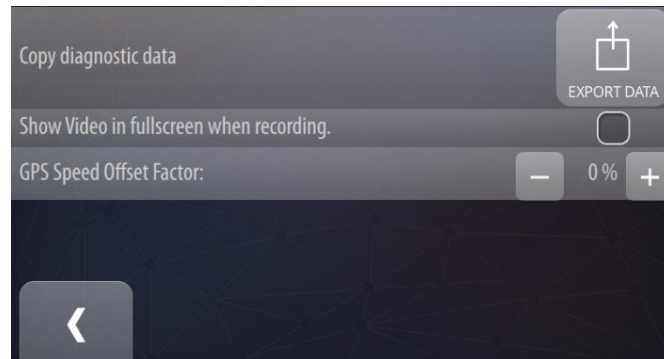 Copy diagnostic data
EXPORT DATA
Show Video in fullscreen when recording.
GPS Speed Offset Factor:
− 0 % +